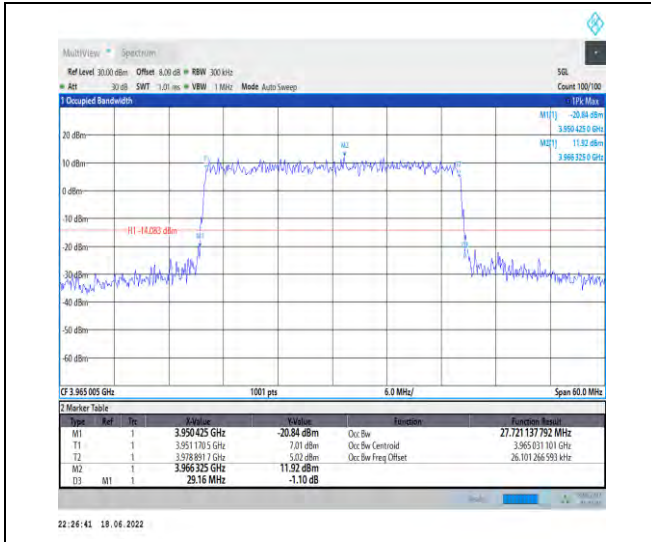 MultiView Spectrum
Ref Level 30.00 dBm Offset 8.09 dB RBW 300 kHz SGL
Att 30 dB SWT 1.01 ms VBW 1 MHz Mode Auto Sweep Count 100/100
1 Occupied Bandwidth 1Pk Max
M1[1] -20.84 dBm
3.950 425 0 GHz
M2[1] 11.92 dBm
3.966 325 0 GHz
20 dBm
M2
10 dBm
0 dBm
-10 dBm
H1 -14.083 dBm
-30 dBm
-40 dBm
-50 dBm
-60 dBm
CF 3.965 005 GHz 1001 pts 6.0 MHz/ Span 60.0 MHz
2 Marker Table
Type Ref Trc X-Value Y-Value Function Function Result
M1 1 3.950 425 GHz -20.84 dBm Occ Bw 27.721 137 792 MHz
T1 1 3.951 170 5 GHz 7.01 dBm Occ Bw Centroid 3.965 031 101 GHz
T2 1 3.978 891 7 GHz 5.02 dBm Occ Bw Freq Offset 26.101 266 593 kHz
M2 1 3.966 325 GHz 11.92 dBm
D3 M1 1 29.16 MHz -1.10 dB
22:26:41 18.06.2022